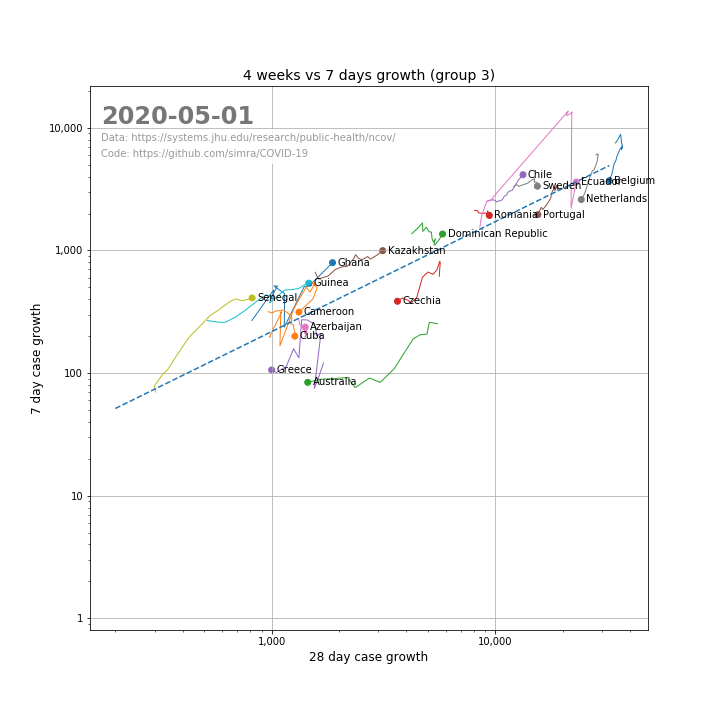 4 weeks vs 7 days growth (group 3)
2020-05-01
Data: https://systems.jhu.edu/research/public-health/ncov/
Code: https://github.com/simra/COVID-19
10,000
1,000
100
10
1
7 day case growth
Chile
Sweden
Ecuador
Belgium
Netherlands
Romania
Portugal
Dominican Republic
Kazakhstan
Ghana
Guinea
Senegal
Czechia
Cameroon
Azerbaijan
Cuba
Greece
Australia
1,000
10,000
28 day case growth